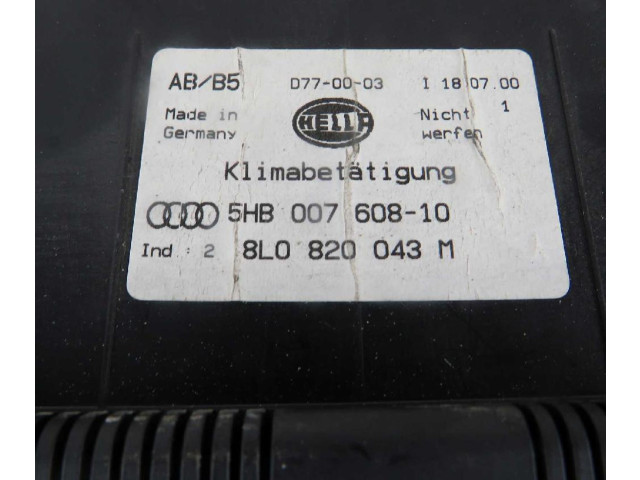 AB/B5 D77-00-03 I 18 07.00
Made in Germany HELLA Nicht werfen 1
Klimabetätigung
5HB 007 608-10
Ind : 2 8L0 820 043 M